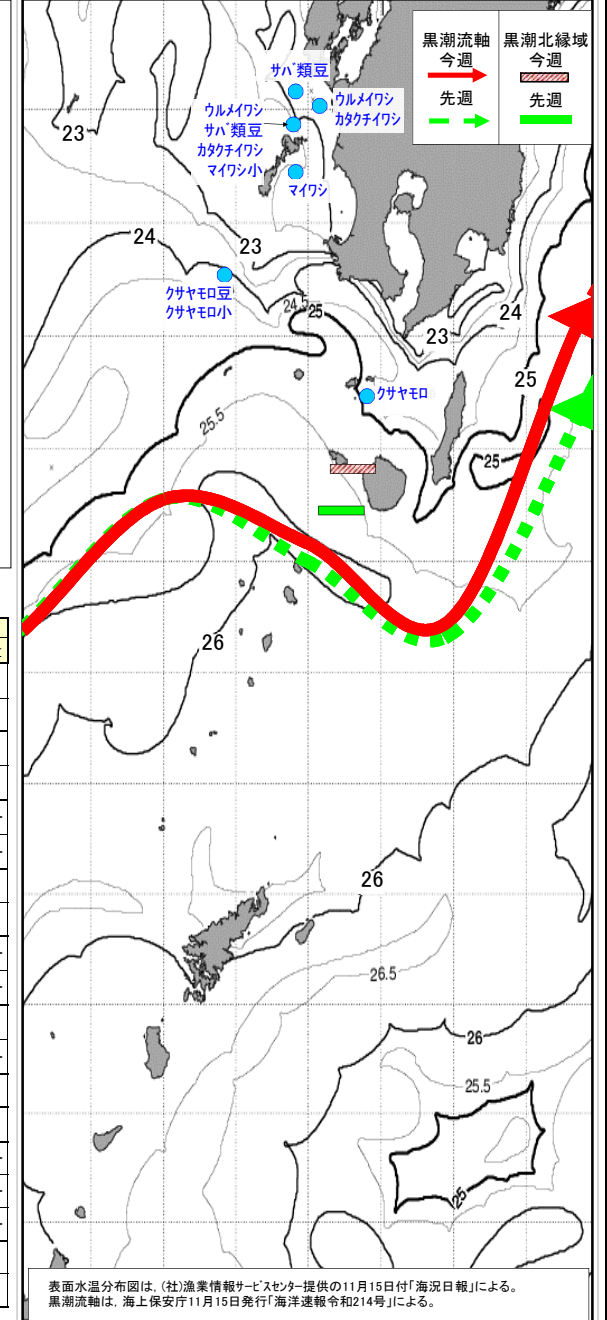 黒潮流軸
今週
先週
黒潮北縁域
今週
先週
サバ類豆
ウルメイワシ
カタクチイワシ
ウルメイワシ
サバ類豆
カタクチイワシ
マイワシ小
マイワシ
23
24
23
クサヤモロ豆
クサヤモロ小
24.5
25
23
24
25
クサヤモロ
25.5
25
26
26
26.5
26
25.5
25
表面水温分布図は, (社)漁業情報サービスセンター提供の11月15日付「海況日報」による。
黒潮流軸は, 海上保安庁11月15日発行「海洋速報令和214号」による。